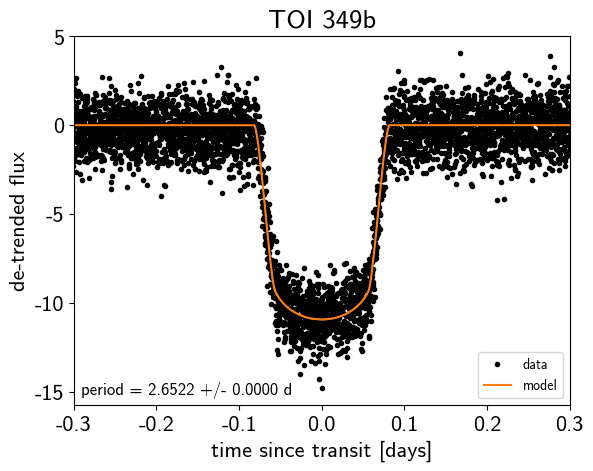 TOI 349b
5
0
-5
-10
-15
de-trended flux
period = 2.6522 +/- 0.0000 d
data
model
-0.3 -0.2 -0.1 0.0 0.1 0.2 0.3
time since transit [days]